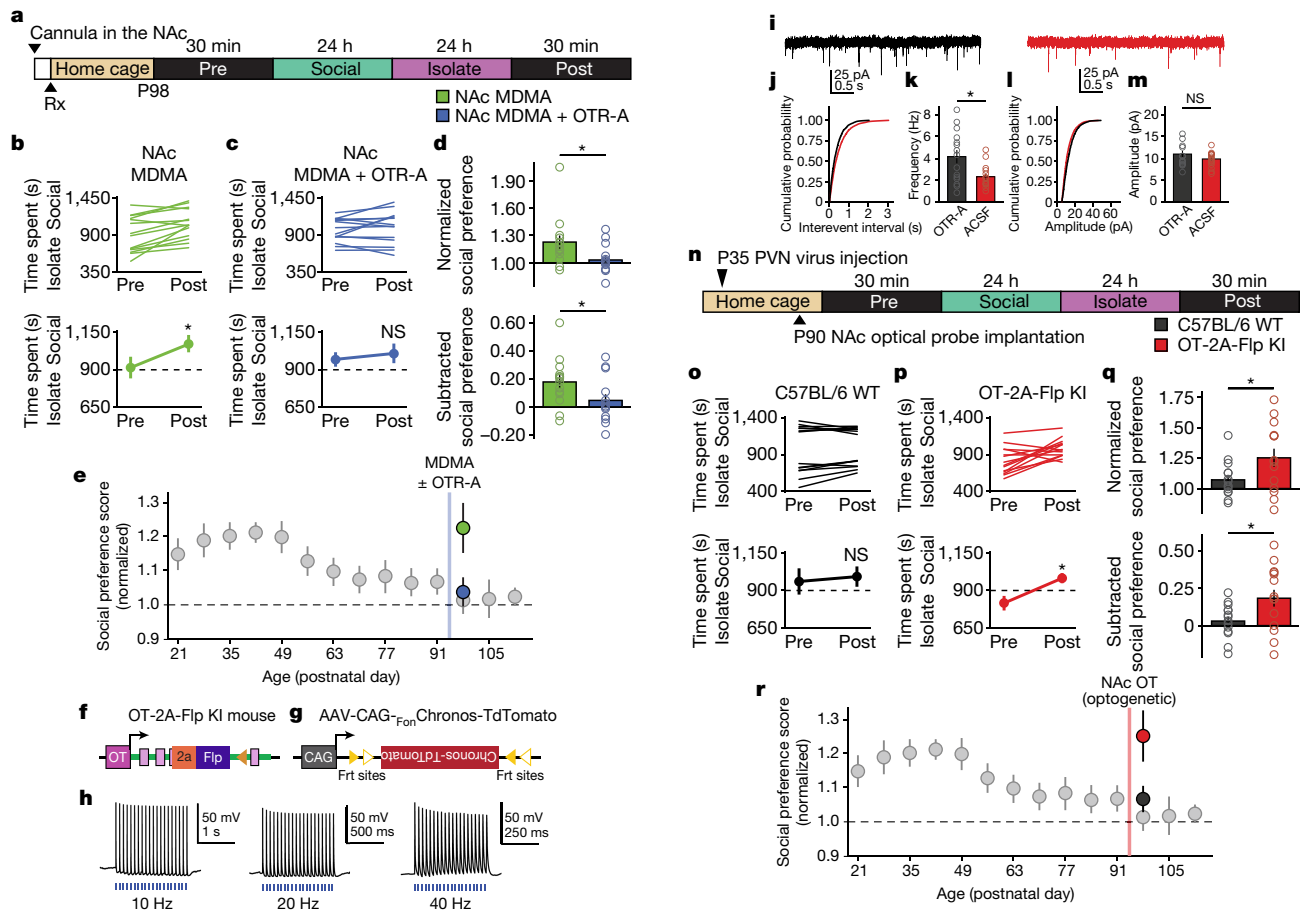 a
Cannula in the NAc
30 min
24 h
24 h
30 min
Home cage
Pre
Social
Isolate
Post
Rx
P98
NAc MDMA
NAc MDMA + OTR-A
b
NAc
MDMA
Time spent (s)
Isolate Social
1,450
900
350
Pre
Post
Time spent (s)
Isolate Social
1,150
900
650
*
Pre
Post
c
NAc
MDMA + OTR-A
Time spent (s)
Isolate Social
1,450
900
350
Pre
Post
Time spent (s)
Isolate Social
1,150
900
650
NS
Pre
Post
d
Normalized
social preference
1.90
1.60
1.30
1.00
*
Subtracted
social preference
0.60
0.40
0.20
0
−0.20
*
e
MDMA
± OTR-A
Social preference score
(normalized)
1.3
1.2
1.1
1.0
0.9
21
35
49
63
77
91
105
Age (postnatal day)
f
OT-2A-Flp KI mouse
OT
2a
Flp
g
AAV-CAG-FonChronos-TdTomato
CAG
Chronos-TdTomato
Frt sites
Frt sites
h
50 mV
1 s
50 mV
500 ms
50 mV
250 ms
10 Hz
20 Hz
40 Hz
i
25 pA
0.5 s
25 pA
0.5 s
j
Cumulative probability
1.00
0.75
0.50
0.25
0
0
1
2
3
Interevent interval (s)
k
Frequency (Hz)
8
6
4
2
0
*
OTR-A
ACSF
l
Cumulative probability
1.00
0.75
0.50
0.25
0
0
20
40
60
Amplitude (pA)
m
Amplitude (pA)
20
15
10
5
0
NS
OTR-A
ACSF
n
P35 PVN virus injection
30 min
24 h
24 h
30 min
Home cage
Pre
Social
Isolate
Post
P90 NAc optical probe implantation
C57BL/6 WT
OT-2A-Flp KI
o
C57BL/6 WT
Time spent (s)
Isolate Social
1,400
900
400
Pre
Post
Time spent (s)
Isolate Social
1,150
900
650
NS
Pre
Post
p
OT-2A-Flp KI
Time spent (s)
Isolate Social
1,400
900
400
Pre
Post
Time spent (s)
Isolate Social
1,150
900
650
*
Pre
Post
q
Normalized
social preference
1.75
1.50
1.25
1.00
*
Subtracted
social preference
0.50
0.25
0
*
r
NAc OT
(optogenetic)
Social preference score
(normalized)
1.3
1.2
1.1
1.0
0.9
21
35
49
63
77
91
105
Age (postnatal day)